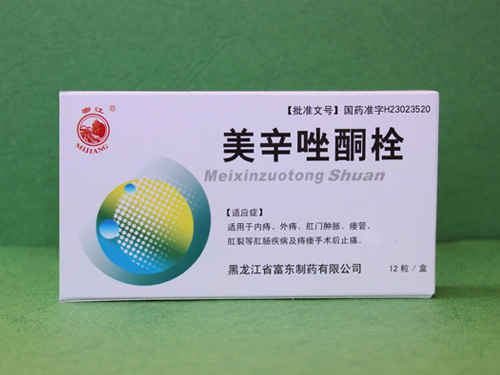 【批准文号】国药准字H23023520
MIJIANG
美辛唑酮栓
Meixinzuotong Shuan
【适应症】
适用于内痔、外痔、肛门肿胀、瘘管、
肛裂等肛肠疾病及痔瘘手术后止痛。
黑龙江省富东制药有限公司
12粒/盒